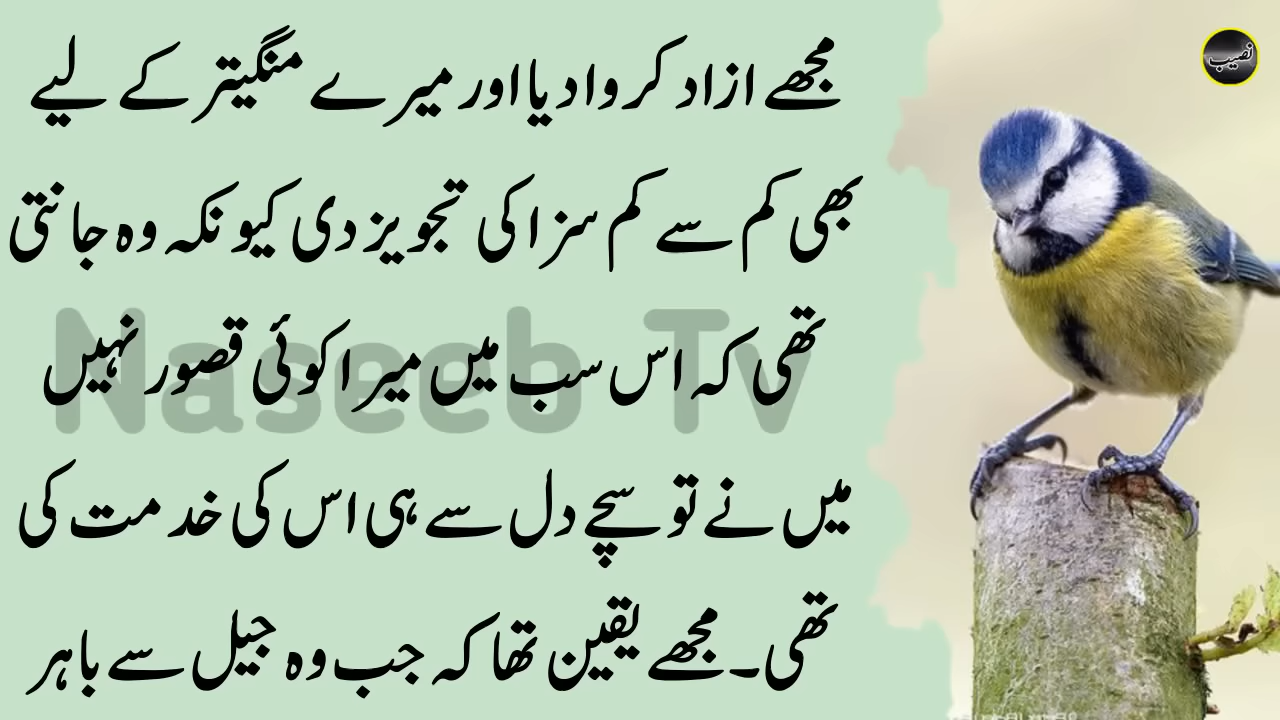 مجھے ازاد کروا دیا اور میرے منگیتر کے لیے
بھی کم سے کم سزا کی تجویز دی کیونکہ وہ جانتی
تھی کہ اس سب میں میرا کوئی قصور نہیں
میں نے تو سچے دل سے ہی اس کی خدمت کی
تھی۔ مجھے یقین تھا کہ جب وہ جیل سے باہر
Naseeb Tv
نصیب